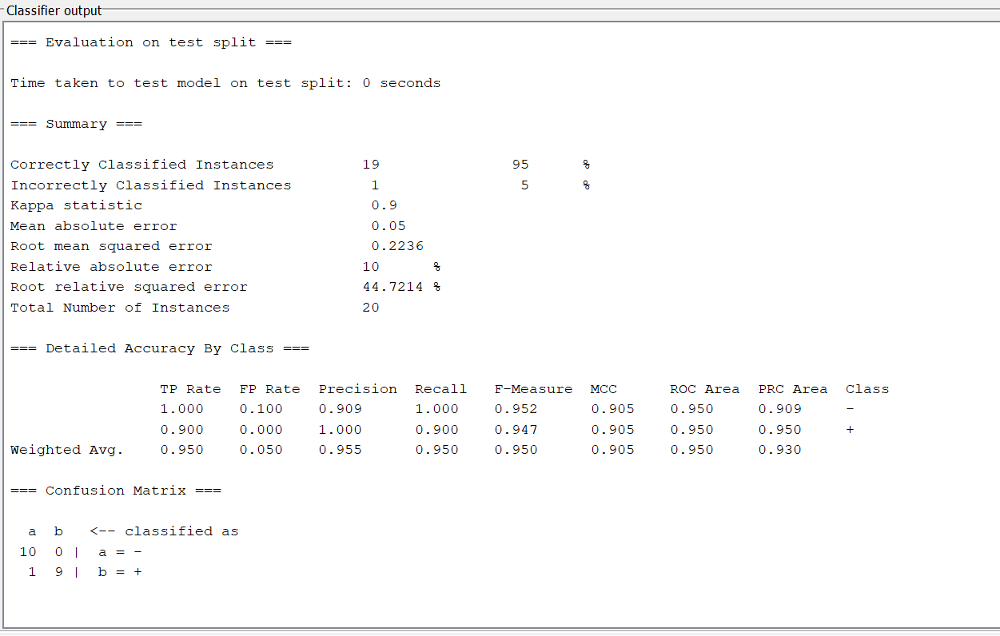 Classifier output
=== Evaluation on test split ===
Time taken to test model on test split: 0 seconds
=== Summary ===
Correctly Classified Instances          19               95      %
Incorrectly Classified Instances         1                5      %
Kappa statistic                          0.9
Mean absolute error                      0.05
Root mean squared error                  0.2236
Relative absolute error                 10      %
Root relative squared error             44.7214 %
Total Number of Instances               20
=== Detailed Accuracy By Class ===
                 TP Rate  FP Rate  Precision  Recall   F-Measure  MCC      ROC Area  PRC Area  Class
                 1.000    0.100    0.909      1.000    0.952      0.905    0.950     0.909     -
                 0.900    0.000    1.000      0.900    0.947      0.905    0.950     0.950     +
Weighted Avg.    0.950    0.050    0.955      0.950    0.950      0.905    0.950     0.930
=== Confusion Matrix ===
  a  b   <-- classified as
 10  0 |  a = -
  1  9 |  b = +